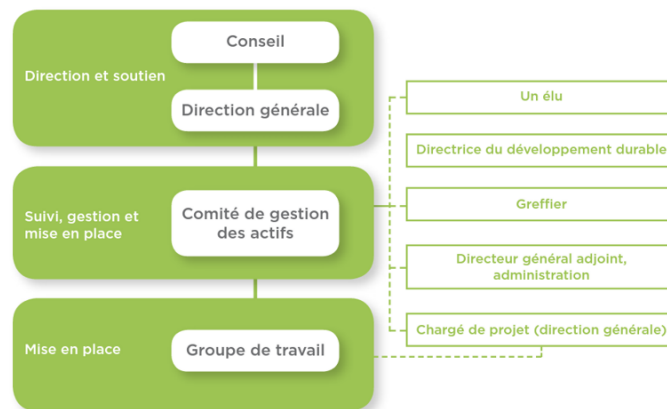 Conseil
Direction et soutien
Direction générale
Suivi, gestion et
mise en place
Comité de gestion
des actifs
Mise en place
Groupe de travail
Un élu
Directrice du développement durable
Greffier
Directeur général adjoint,
administration
Chargé de projet (direction générale)